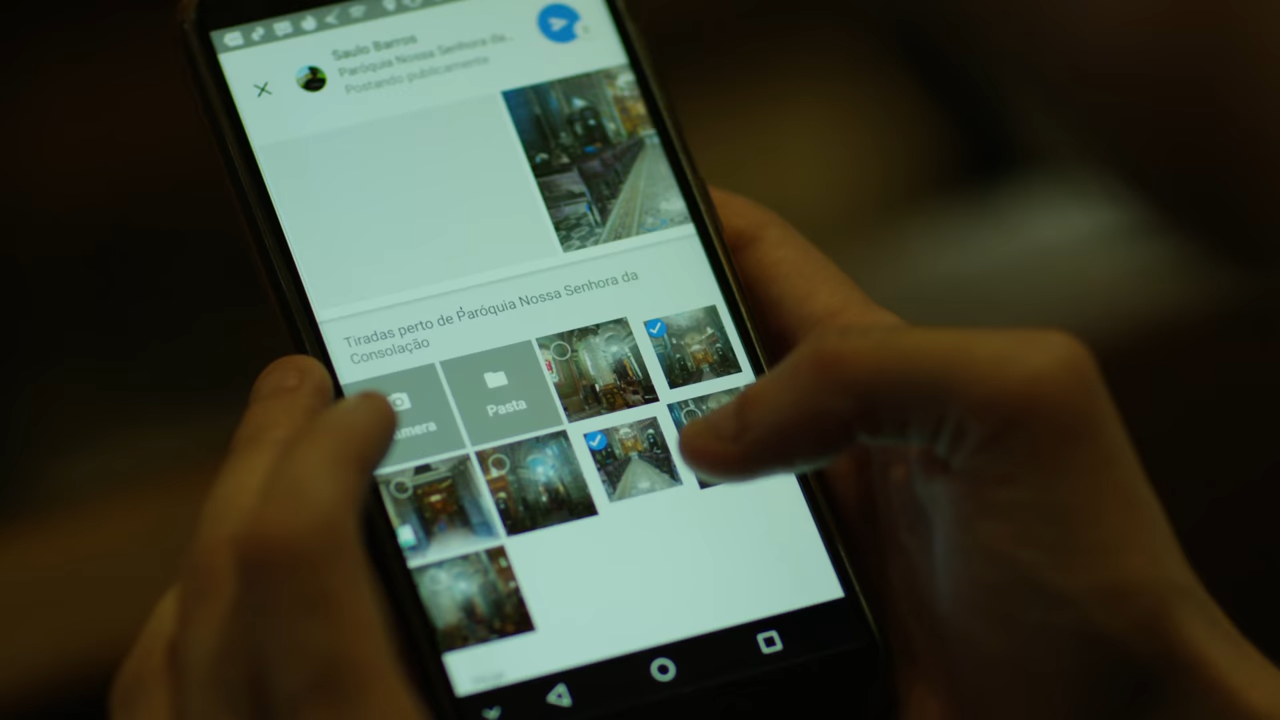 Saulo Barros
Paróquia Nossa Senhora de...
Postando publicamente
Tiradas perto de Paróquia Nossa Senhora da
Consolação
Pasta